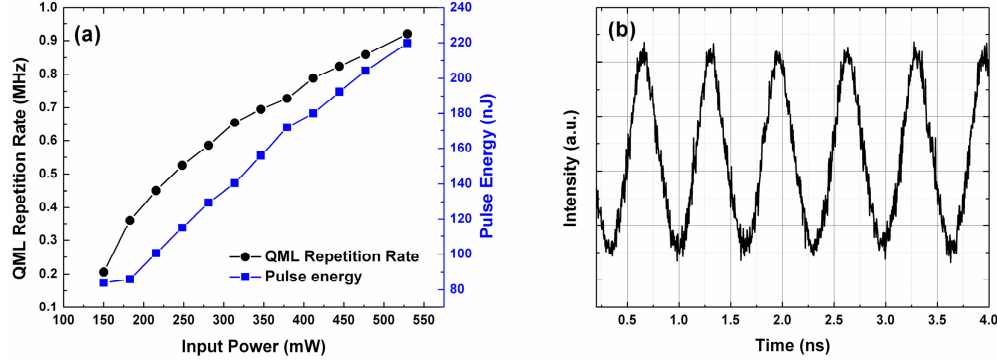 (a)
QML Repetition Rate (MHz)
1.0
0.9
0.8
0.7
0.6
0.5
0.4
0.3
0.2
0.1
100 150 200 250 300 350 400 450 500 550
Input Power (mW)
240
220
200
180
160
140
120
100
80
Pulse Energy (nJ)
QML Repetition Rate
Pulse energy
(b)
Intensity (a.u.)
0.5 1.0 1.5 2.0 2.5 3.0 3.5 4.0
Time (ns)